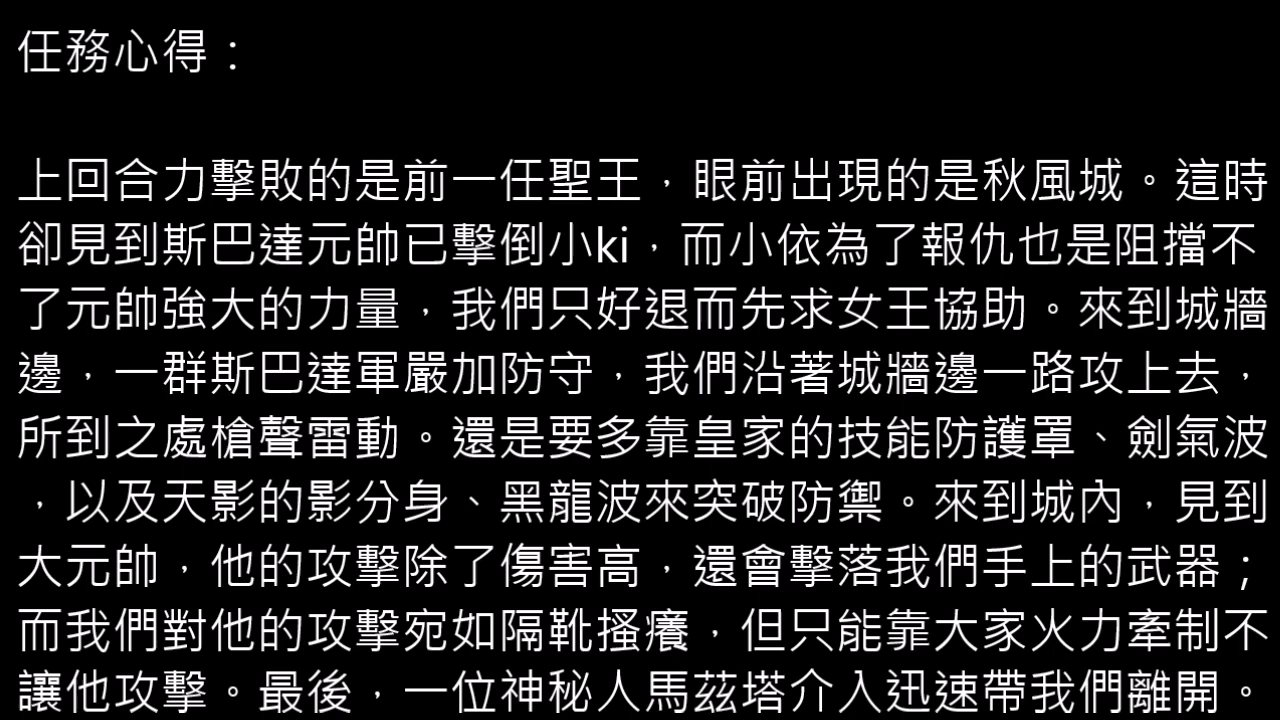 任務心得：
上回合力擊敗的是前一任聖王，眼前出現的是秋風城。這時
卻見到斯巴達元帥已擊倒小ki，而小依為了報仇也是阻擋不
了元帥強大的力量，我們只好退而先求女王協助。來到城牆
邊，一群斯巴達軍嚴加防守，我們沿著城牆邊一路攻上去，
所到之處槍聲雷動。還是要多靠皇家的技能防護罩、劍氣波
，以及天影的影分身、黑龍波來突破防禦。來到城內，見到
大元帥，他的攻擊除了傷害高，還會擊落我們手上的武器；
而我們對他的攻擊宛如隔靴搔癢，但只能靠大家火力牽制不
讓他攻擊。最後，一位神秘人馬茲塔介入迅速帶我們離開。